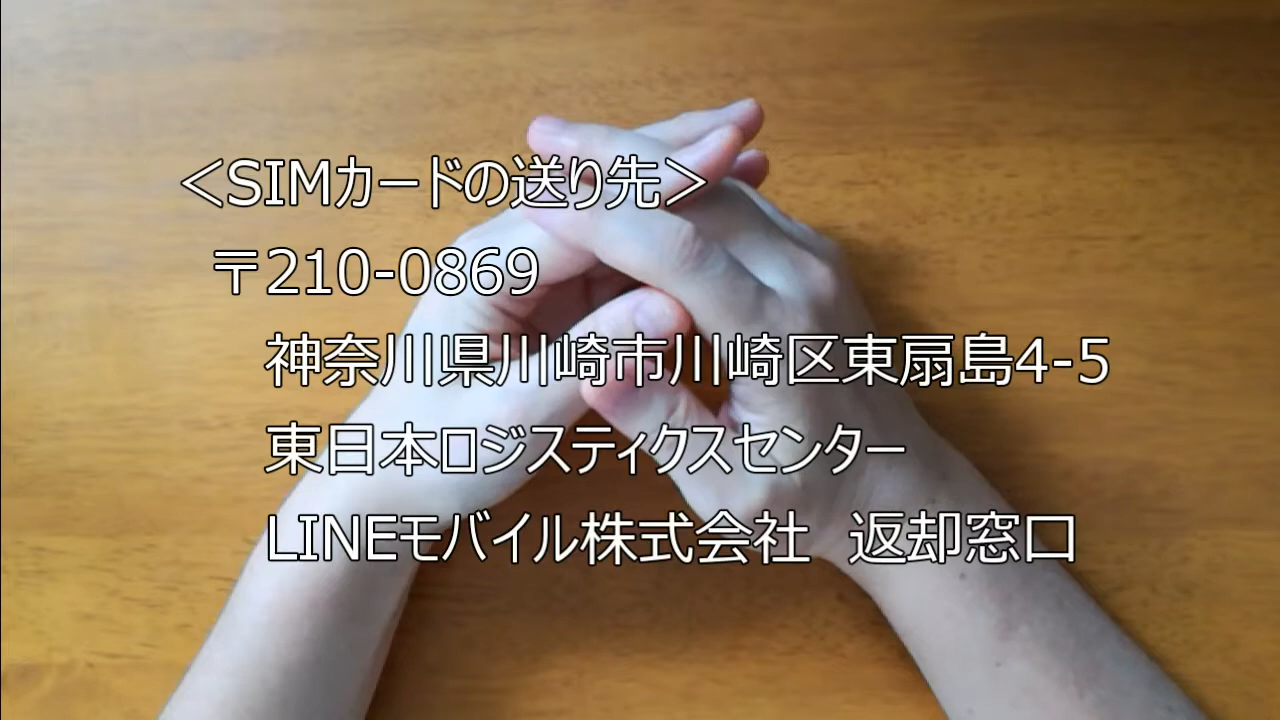 ＜SIMカードの送り先＞
〒210-0869
神奈川県川崎市川崎区東扇島4-5
東日本ロジスティクスセンター
LINEモバイル株式会社　返却窓口